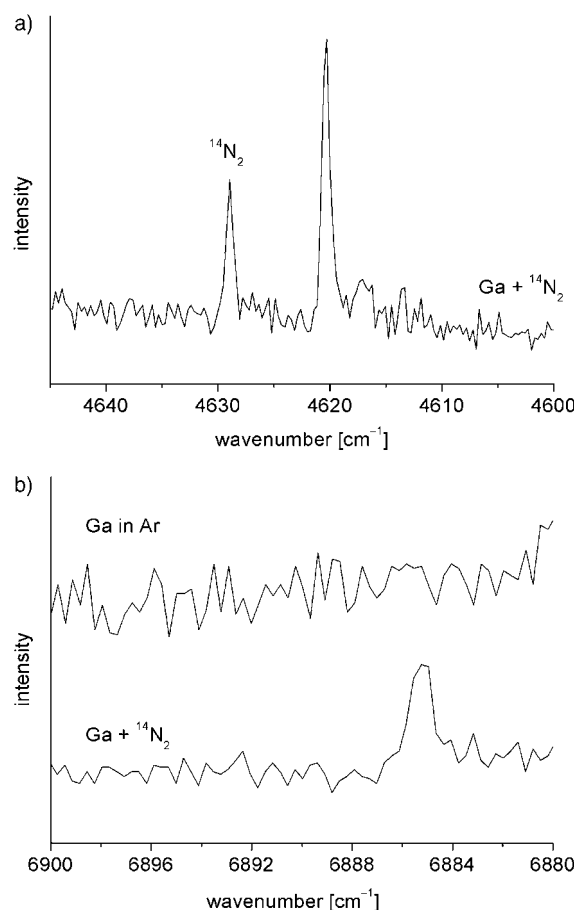 a)
intensity
¹⁴N₂
Ga + ¹⁴N₂
4640 4630 4620 4610 4600
wavenumber [cm⁻¹]
b)
intensity
Ga in Ar
Ga + ¹⁴N₂
6900 6896 6892 6888 6884 6880
wavenumber [cm⁻¹]